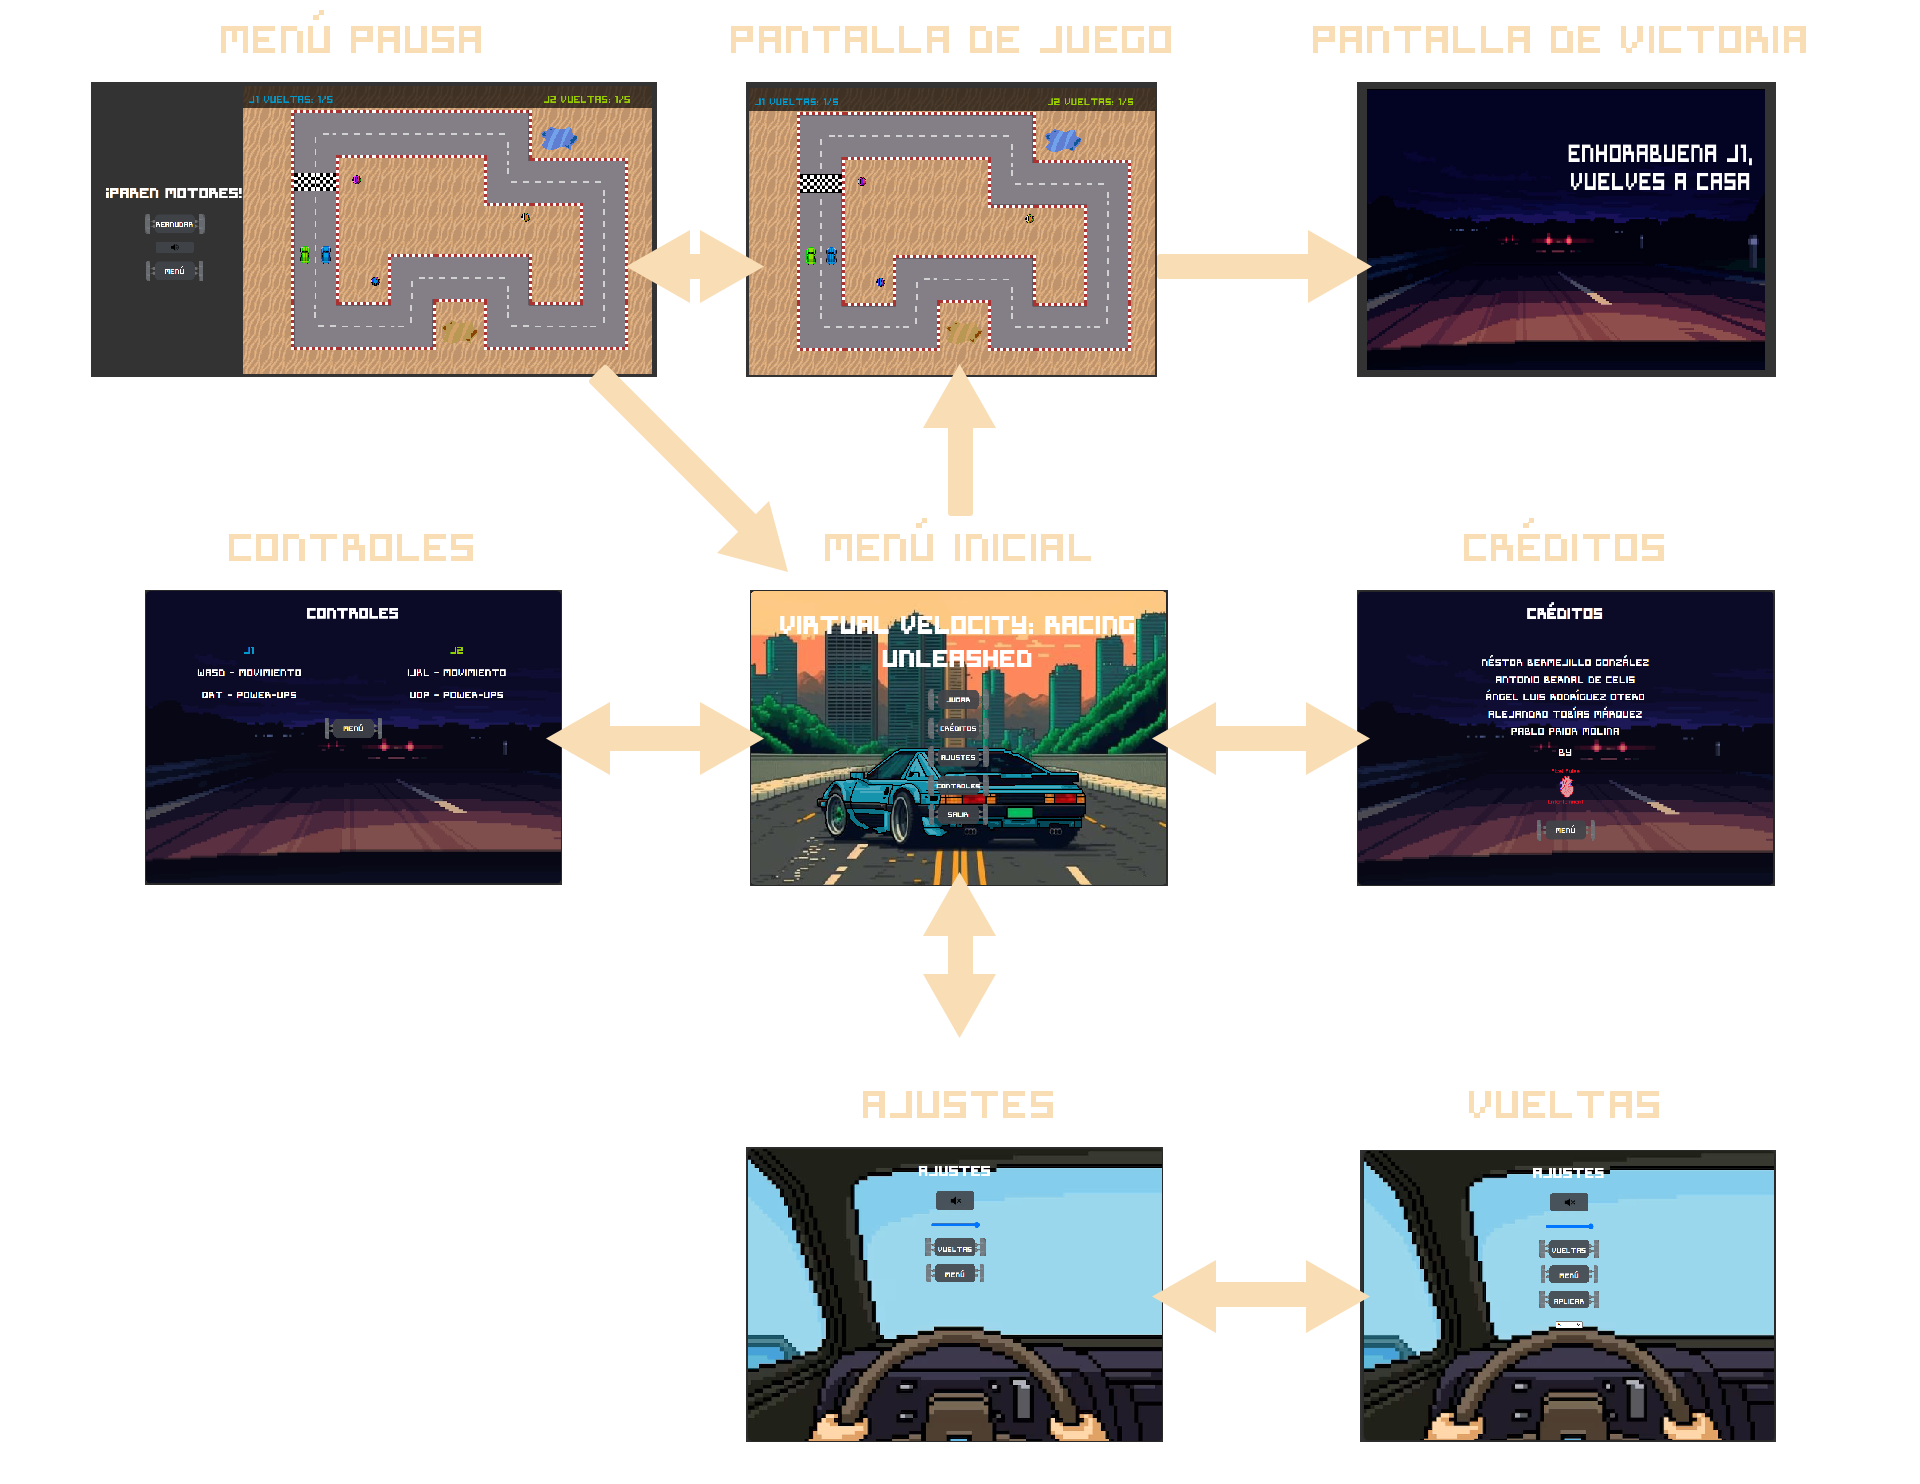 MENÚ PAUSA
PANTALLA DE JUEGO
PANTALLA DE VICTORIA
J1 VUELTAS: 1/5
J2 VUELTAS: 1/5
¡PAREN MOTORES!
REANUDAR
MENÚ
J1 VUELTAS: 1/5
J2 VUELTAS: 1/5
ENHORABUENA J1,
VUELVES A CASA
CONTROLES
MENÚ INICIAL
CRÉDITOS
CONTROLES
J1
J2
WASD - MOVIMIENTO
IJKL - MOVIMIENTO
QRT - POWER-UPS
UOP - POWER-UPS
MENÚ
VIRTUAL VELOCITY: RACING
UNLEASHED
JUGAR
CRÉDITOS
AJUSTES
CONTROLES
SALIR
CRÉDITOS
NÉSTOR BERMEJILLO GONZÁLEZ
ANTONIO BERNAL DE CELIS
ÁNGEL LUIS RODRÍGUEZ OTERO
ALEJANDRO TOBÍAS MÁRQUEZ
PABLO PRIOR MOLINA
BY
MENÚ
AJUSTES
VUELTAS
AJUSTES
VUELTAS
MENÚ
AJUSTES
VUELTAS
MENÚ
APLICAR